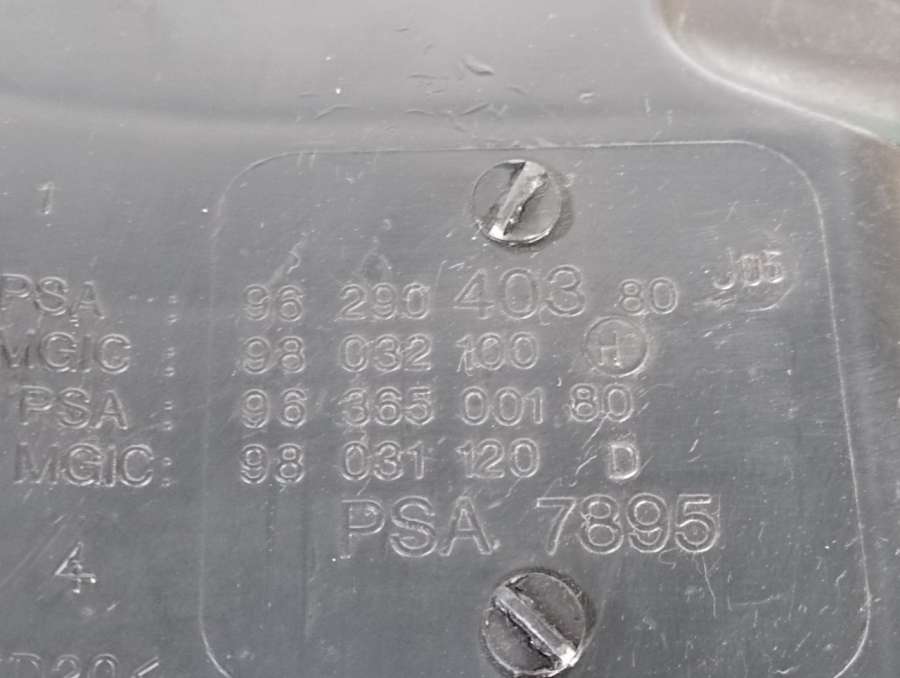 1
PSA : 96 290 403 80 J05
MGIC : 98 032 100 H
PSA : 96 365 001 80
MGIC : 98 031 120 D
PSA 7895
4